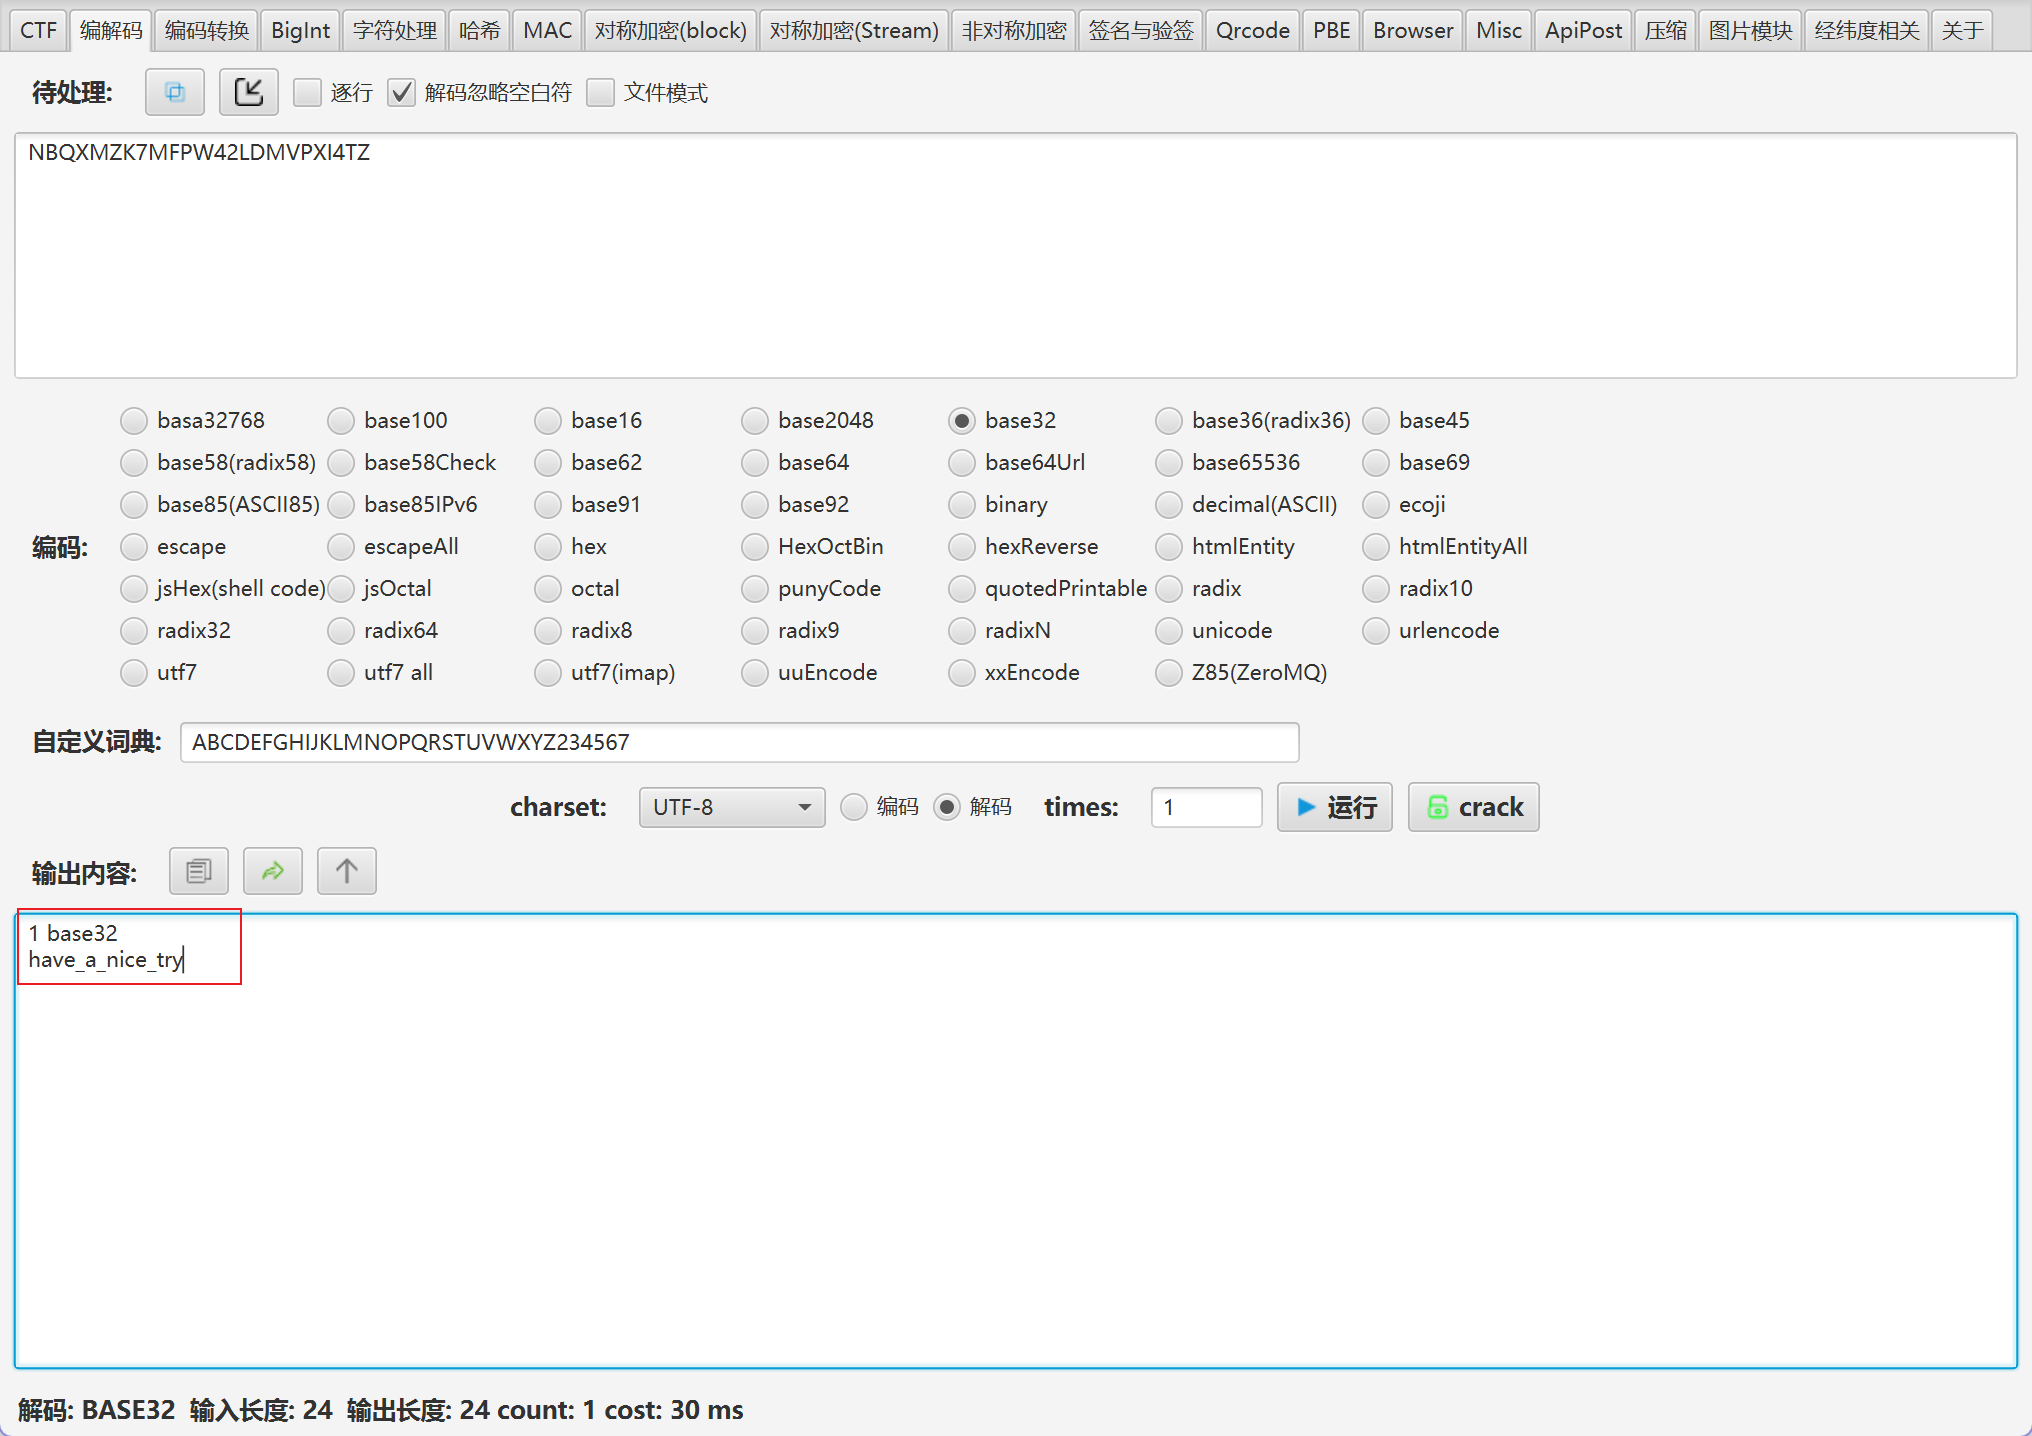 CTF 编解码 编码转换 BigInt 字符处理 哈希 MAC 对称加密(block) 对称加密(Stream) 非对称加密 签名与验签 Qrcode PBE Browser Misc ApiPost 压缩 图片模块 经纬度相关 关于
待处理: 逐行 解码忽略空白符 文件模式
NBQXMZK7MFPW42LDMVPXI4TZ
basa32768 base100 base16 base2048 base32 base36(radix36) base45
base58(radix58) base58Check base62 base64 base64Url base65536 base69
base85(ASCII85) base85IPv6 base91 base92 binary decimal(ASCII) ecoji
编码: escape escapeAll hex HexOctBin hexReverse htmlEntity htmlEntityAll
jsHex(shell code) jsOctal octal punyCode quotedPrintable radix radix10
radix32 radix64 radix8 radix9 radixN unicode urlencode
utf7 utf7 all utf7(imap) uuEncode xxEncode Z85(ZeroMQ)
自定义词典: ABCDEFGHIJKLMNOPQRSTUVWXYZ234567
charset: UTF-8 编码 解码 times: 1 运行 crack
输出内容:
1 base32
have_a_nice_try
解码: BASE32 输入长度: 24 输出长度: 24 count: 1 cost: 30 ms